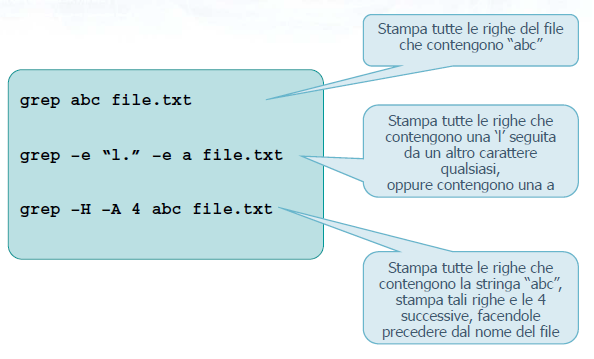 Stampa tutte le righe del file
che contengono “abc”
grep abc file.txt
Stampa tutte le righe che
contengono una ‘l’ seguita
da un altro carattere
qualsiasi,
oppure contengono una a
grep –e “l.” -e a file.txt
grep –H –A 4 abc file.txt
Stampa tutte le righe che
contengono la stringa “abc”,
stampa tali righe e le 4
successive, facendole
precedere dal nome del file